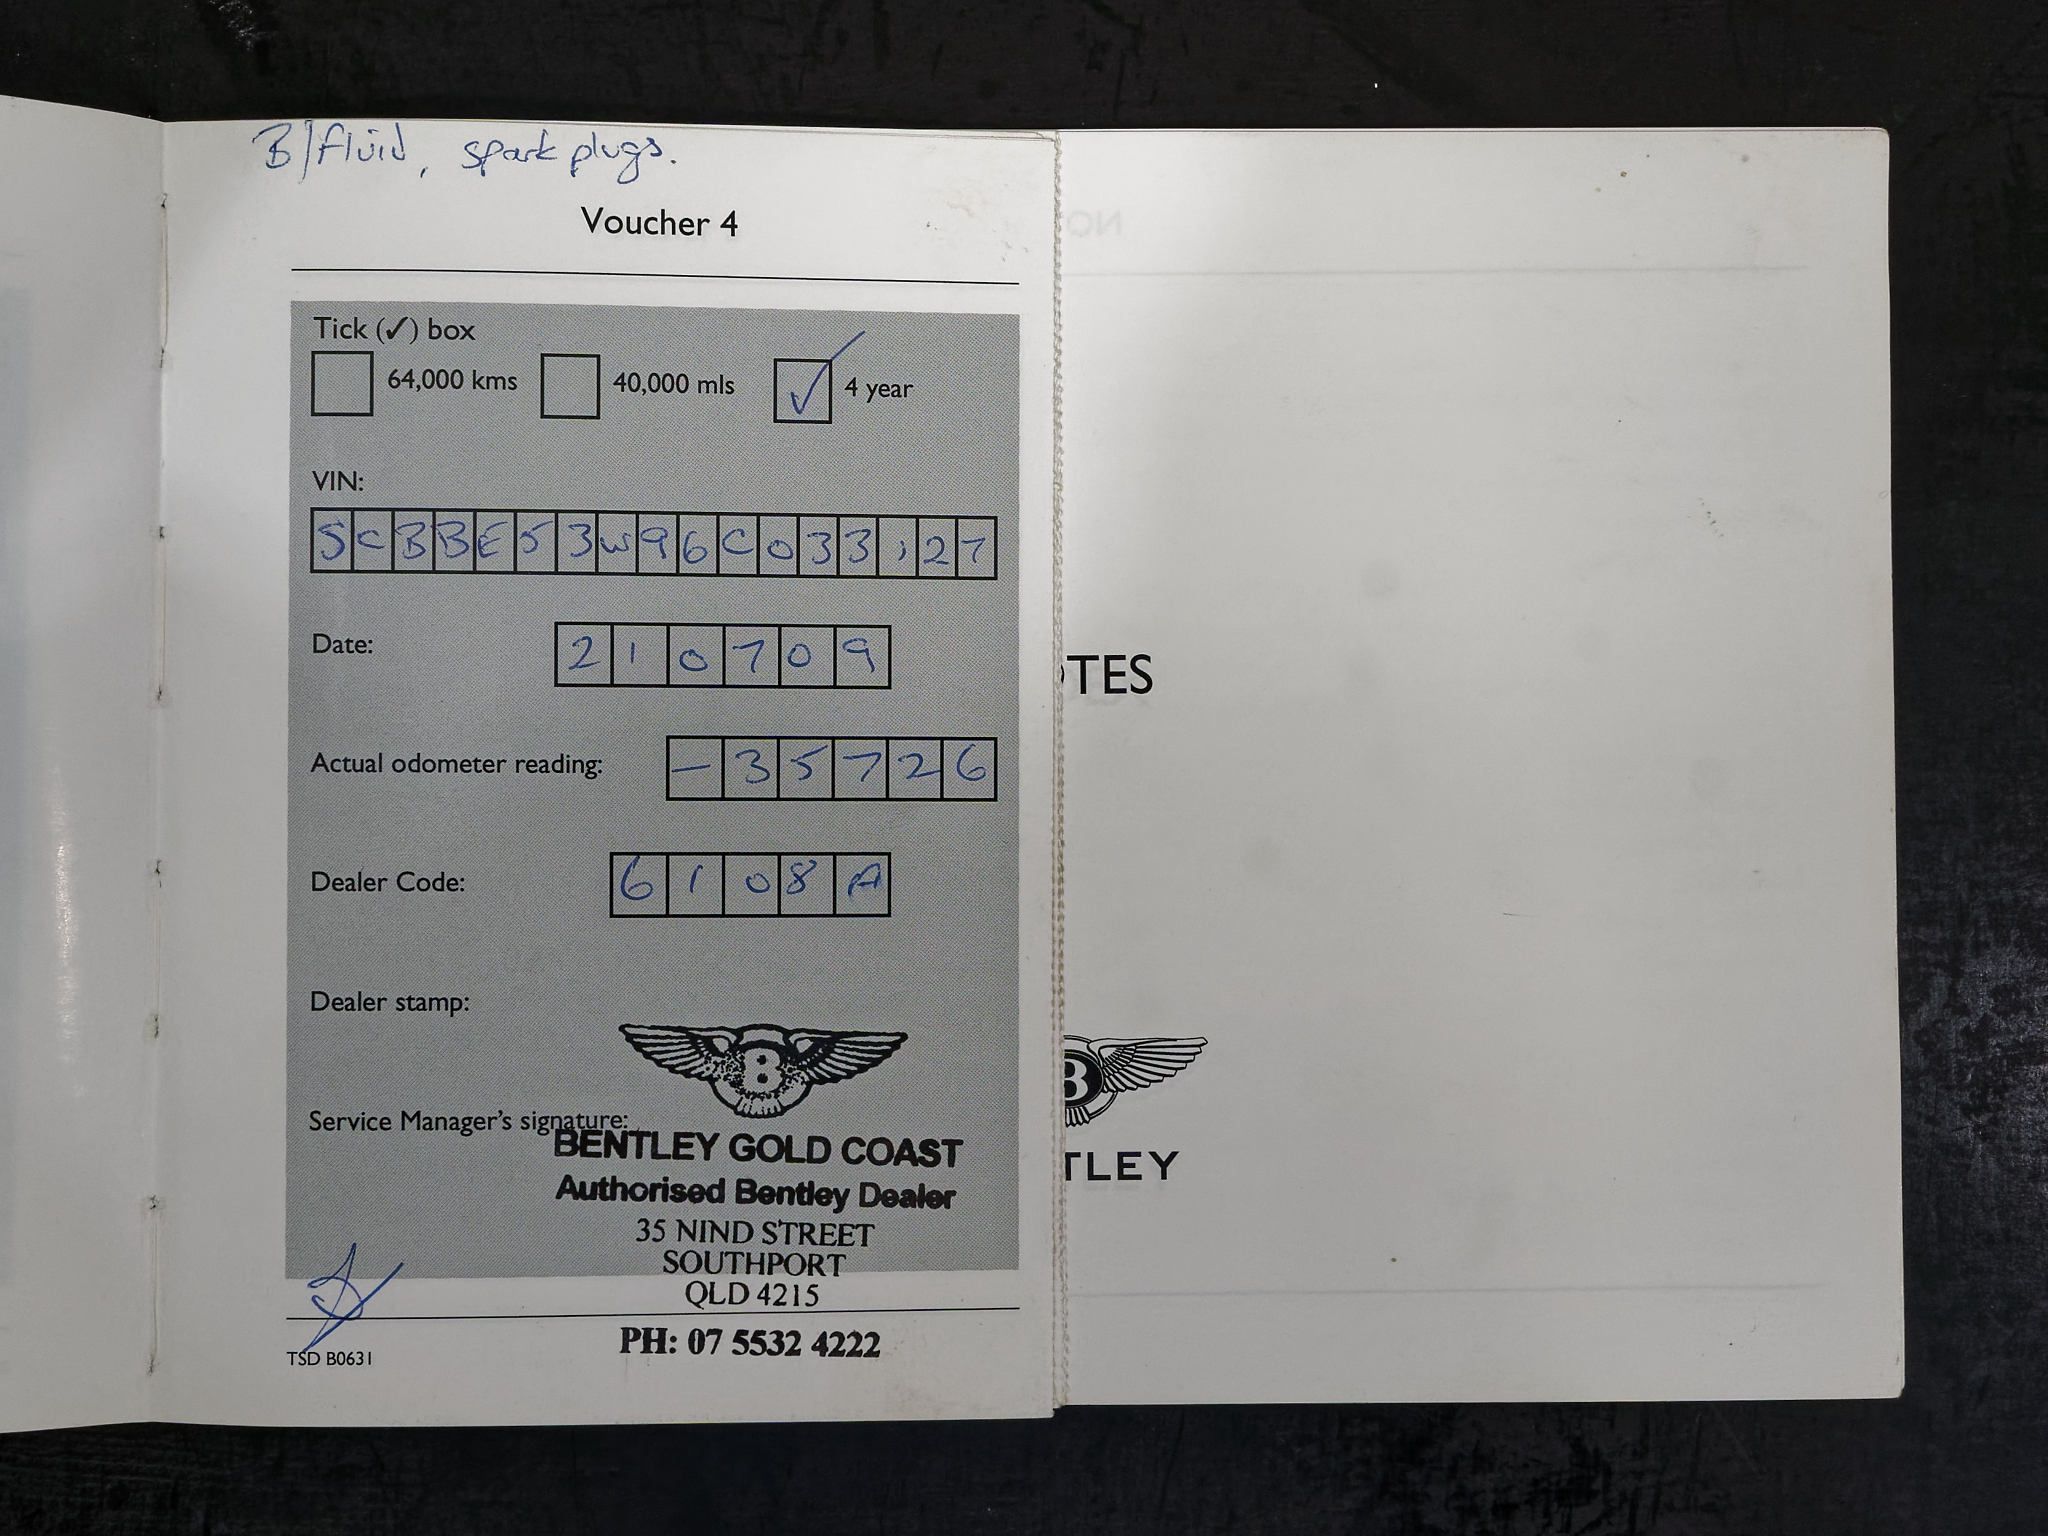 B/fluid, spark plugs.
Voucher 4
Tick (✓) box
64,000 kms 40,000 mls ✓ 4 year
VIN:
SCBBE53W96C033127
Date: 210709
Actual odometer reading: -35726
Dealer Code: 6108A
Dealer stamp:
B
Service Manager's signature:
BENTLEY GOLD COAST
Authorised Bentley Dealer
35 NIND STREET
SOUTHPORT
QLD 4215
PH: 07 5532 4222
TSD B0631
OTES
B
TLEY